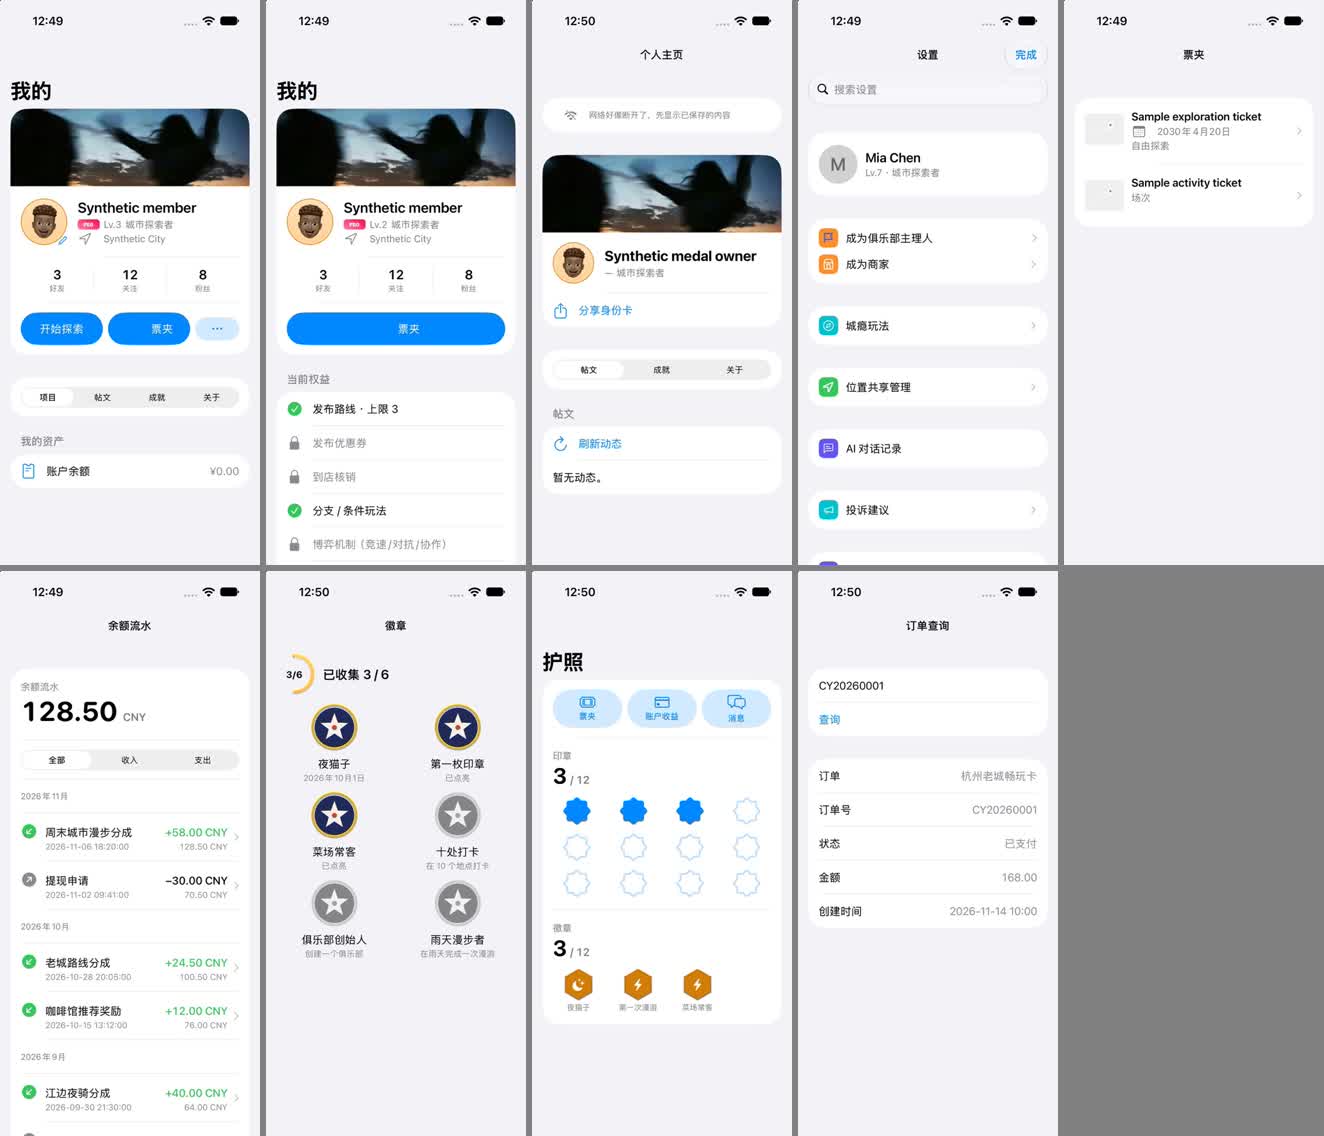 12:49
我的
Synthetic member
PRO Lv.3 城市探索者
Synthetic City
3 12 8
好友 关注 粉丝
开始探索 票夹 ···
项目 帖文 成就 关于
我的资产
账户余额 ¥0.00
12:49
我的
Synthetic member
PRO Lv.2 城市探索者
Synthetic City
3 12 8
好友 关注 粉丝
票夹
当前权益
发布路线 · 上限 3
发布优惠券
到店核销
分支 / 条件玩法
博弈机制（竞速/对抗/协作）
12:50
个人主页
网络好像断开了，先显示已保存的内容
Synthetic medal owner
— 城市探索者
分享身份卡
帖文 成就 关于
帖文
刷新动态
暂无动态。
12:49
设置 完成
搜索设置
M
Mia Chen
Lv.7 · 城市探索者
成为俱乐部主理人
成为商家
城瘾玩法
位置共享管理
AI 对话记录
投诉建议
12:49
票夹
Sample exploration ticket
2030年4月20日
自由探索
Sample activity ticket
场次
12:49
余额流水
余额流水
128.50 CNY
全部 收入 支出
2026年11月
周末城市漫步分成 +58.00 CNY
2026-11-06 18:20:00 128.50 CNY
提现申请 −30.00 CNY
2026-11-02 09:41:00 70.50 CNY
2026年10月
老城路线分成 +24.50 CNY
2026-10-28 20:05:00 100.50 CNY
咖啡馆推荐奖励 +12.00 CNY
2026-10-15 13:12:00 76.00 CNY
2026年9月
江边夜骑分成 +40.00 CNY
2026-09-30 21:30:00 64.00 CNY
12:50
徽章
3/6 已收集 3 / 6
夜猫子 第一枚印章
2026年10月1日 已点亮
菜场常客 十处打卡
已点亮 在 10 个地点打卡
俱乐部创始人 雨天漫步者
创建一个俱乐部 在雨天完成一次漫游
12:50
护照
票夹 账户收益 消息
印章
3 / 12
徽章
3 / 12
夜猫子 第一次漫游 菜场常客
12:50
订单查询
CY20260001
查询
订单 杭州老城畅玩卡
订单号 CY20260001
状态 已支付
金额 168.00
创建时间 2026-11-14 10:00